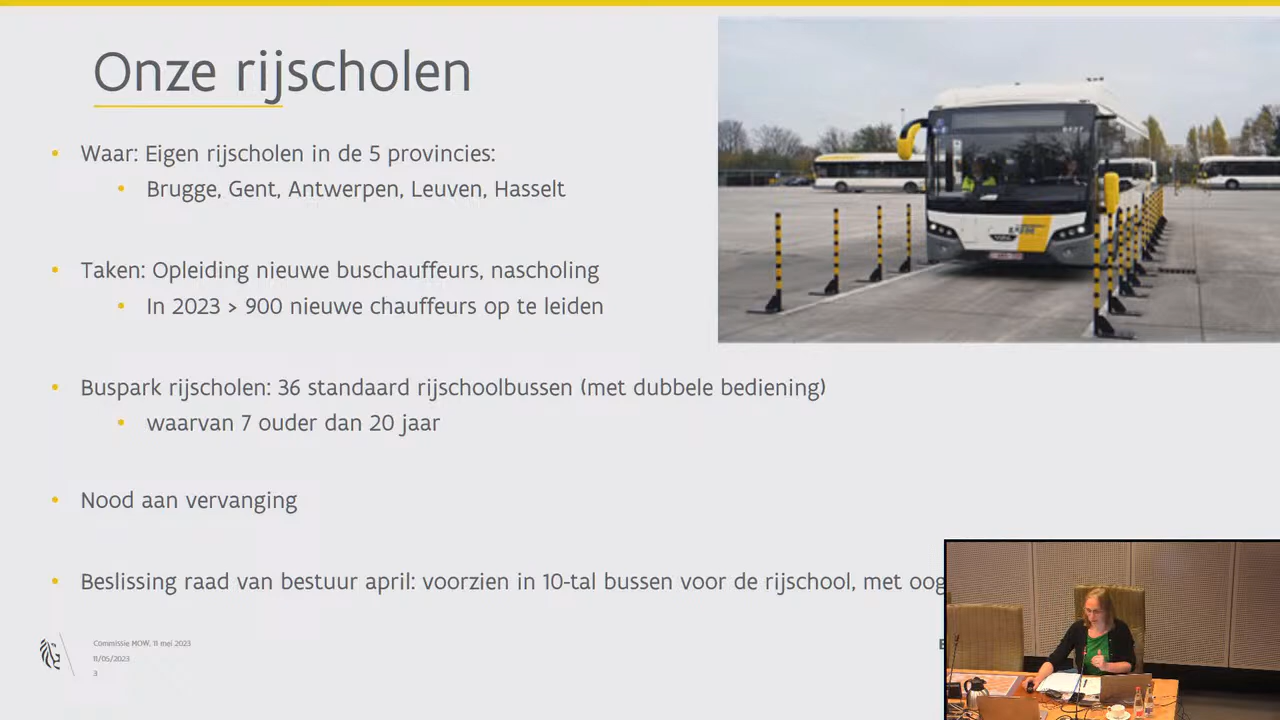 Onze rijscholen
• Waar: Eigen rijscholen in de 5 provincies:
• Brugge, Gent, Antwerpen, Leuven, Hasselt
• Taken: Opleiding nieuwe buschauffeurs, nascholing
• In 2023 > 900 nieuwe chauffeurs op te leiden
• Buspark rijscholen: 36 standaard rijschoolbussen (met dubbele bediening)
• waarvan 7 ouder dan 20 jaar
• Nood aan vervanging
• Beslissing raad van bestuur april: voorzien in 10-tal bussen voor de rijschool, met oog
Commissie MOW, 11 mei 2023
11/05/2023
3